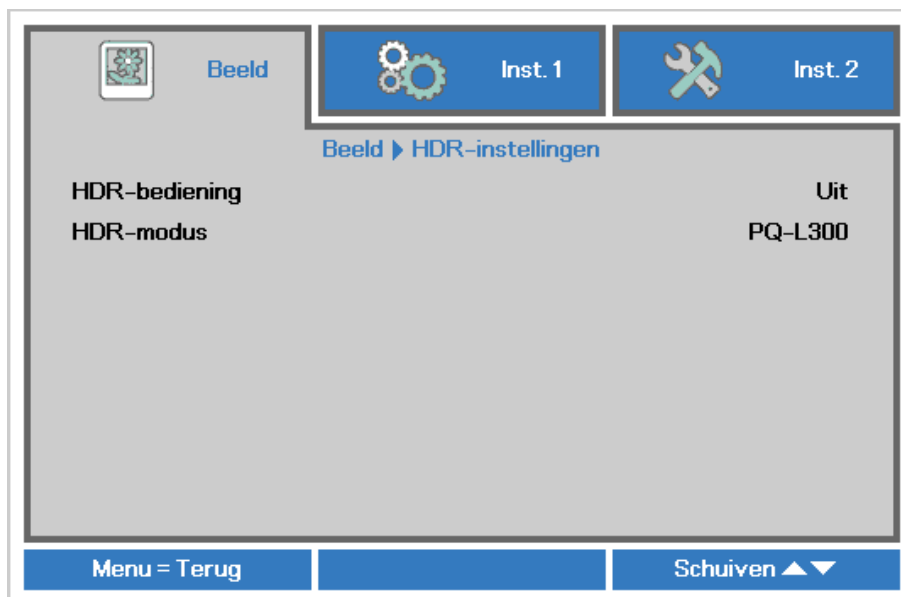 Beeld Inst. 1 Inst. 2
Beeld ▶ HDR-instellingen
HDR-bediening Uit
HDR-modus PQ-L300
Menu = Terug Schuiven ▲▼